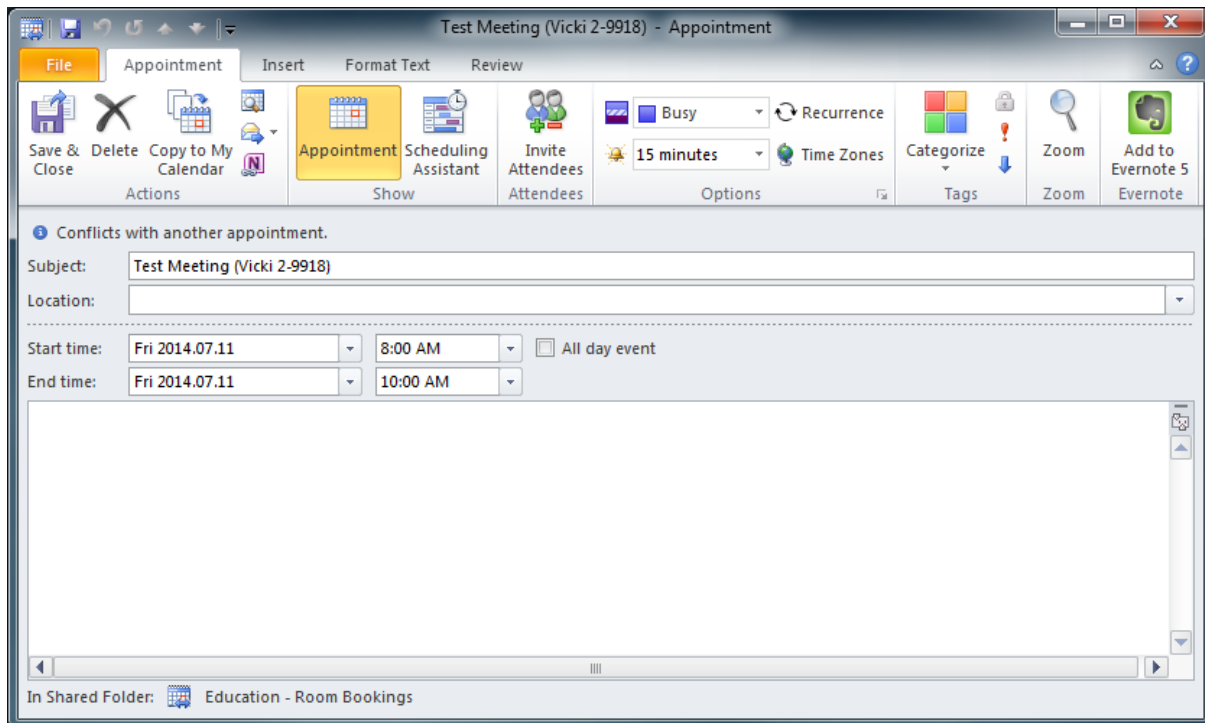 Test Meeting (Vicki 2-9918) - Appointment
File Appointment Insert Format Text Review
Save & Close Delete Copy to My Calendar Appointment Scheduling Assistant Invite Attendees Busy Recurrence Categorize Zoom Add to Evernote 5
15 minutes Time Zones
Actions Show Attendees Options Tags Zoom Evernote
Conflicts with another appointment.
Subject: Test Meeting (Vicki 2-9918)
Location:
Start time: Fri 2014.07.11 8:00 AM All day event
End time: Fri 2014.07.11 10:00 AM
In Shared Folder: Education - Room Bookings